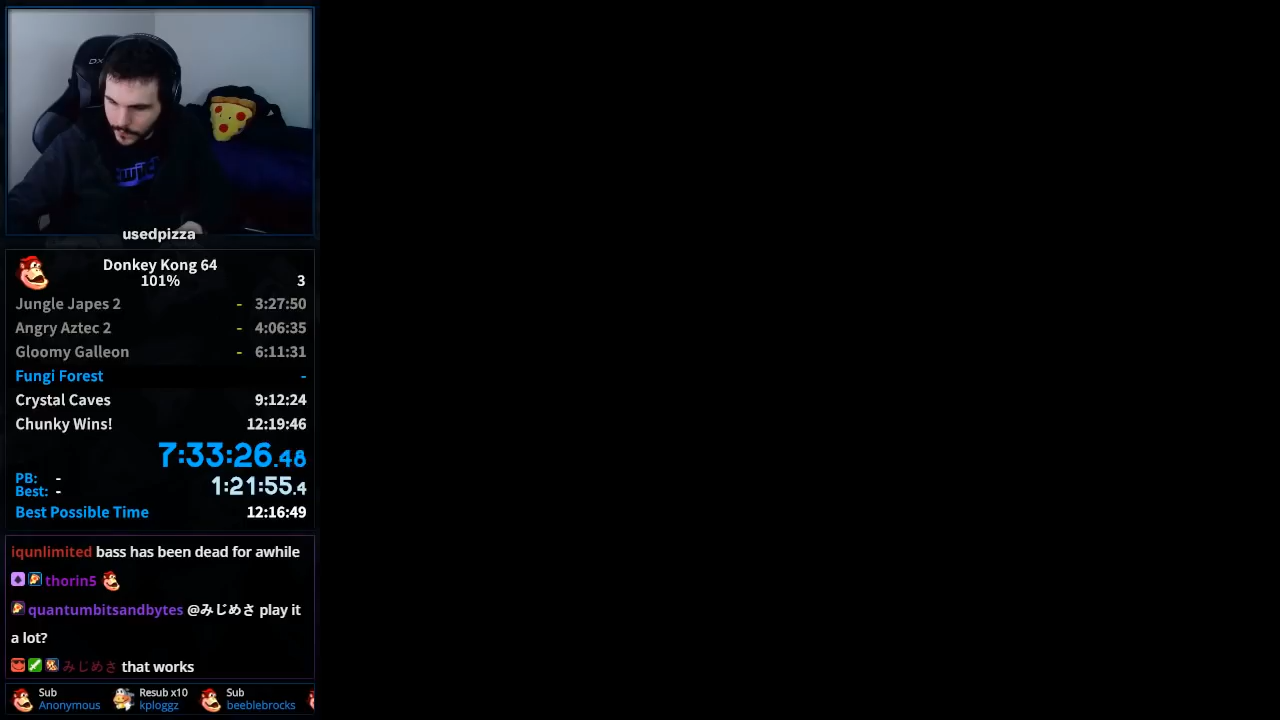 DX
usedpizza
Donkey Kong 64
101% 3
Jungle Japes 2 - 3:27:50
Angry Aztec 2 - 4:06:35
Gloomy Galleon - 6:11:31
Fungi Forest -
Crystal Caves 9:12:24
Chunky Wins! 12:19:46
7:33:26.48
PB: -
Best: - 1:21:55.4
Best Possible Time 12:16:49
iqunlimited bass has been dead for awhile
thorin5
quantumbitsandbytes @みじめさ play it
a lot?
みじめさ that works
Sub Resub x10 Sub
Anonymous kploggz beeblebrocks